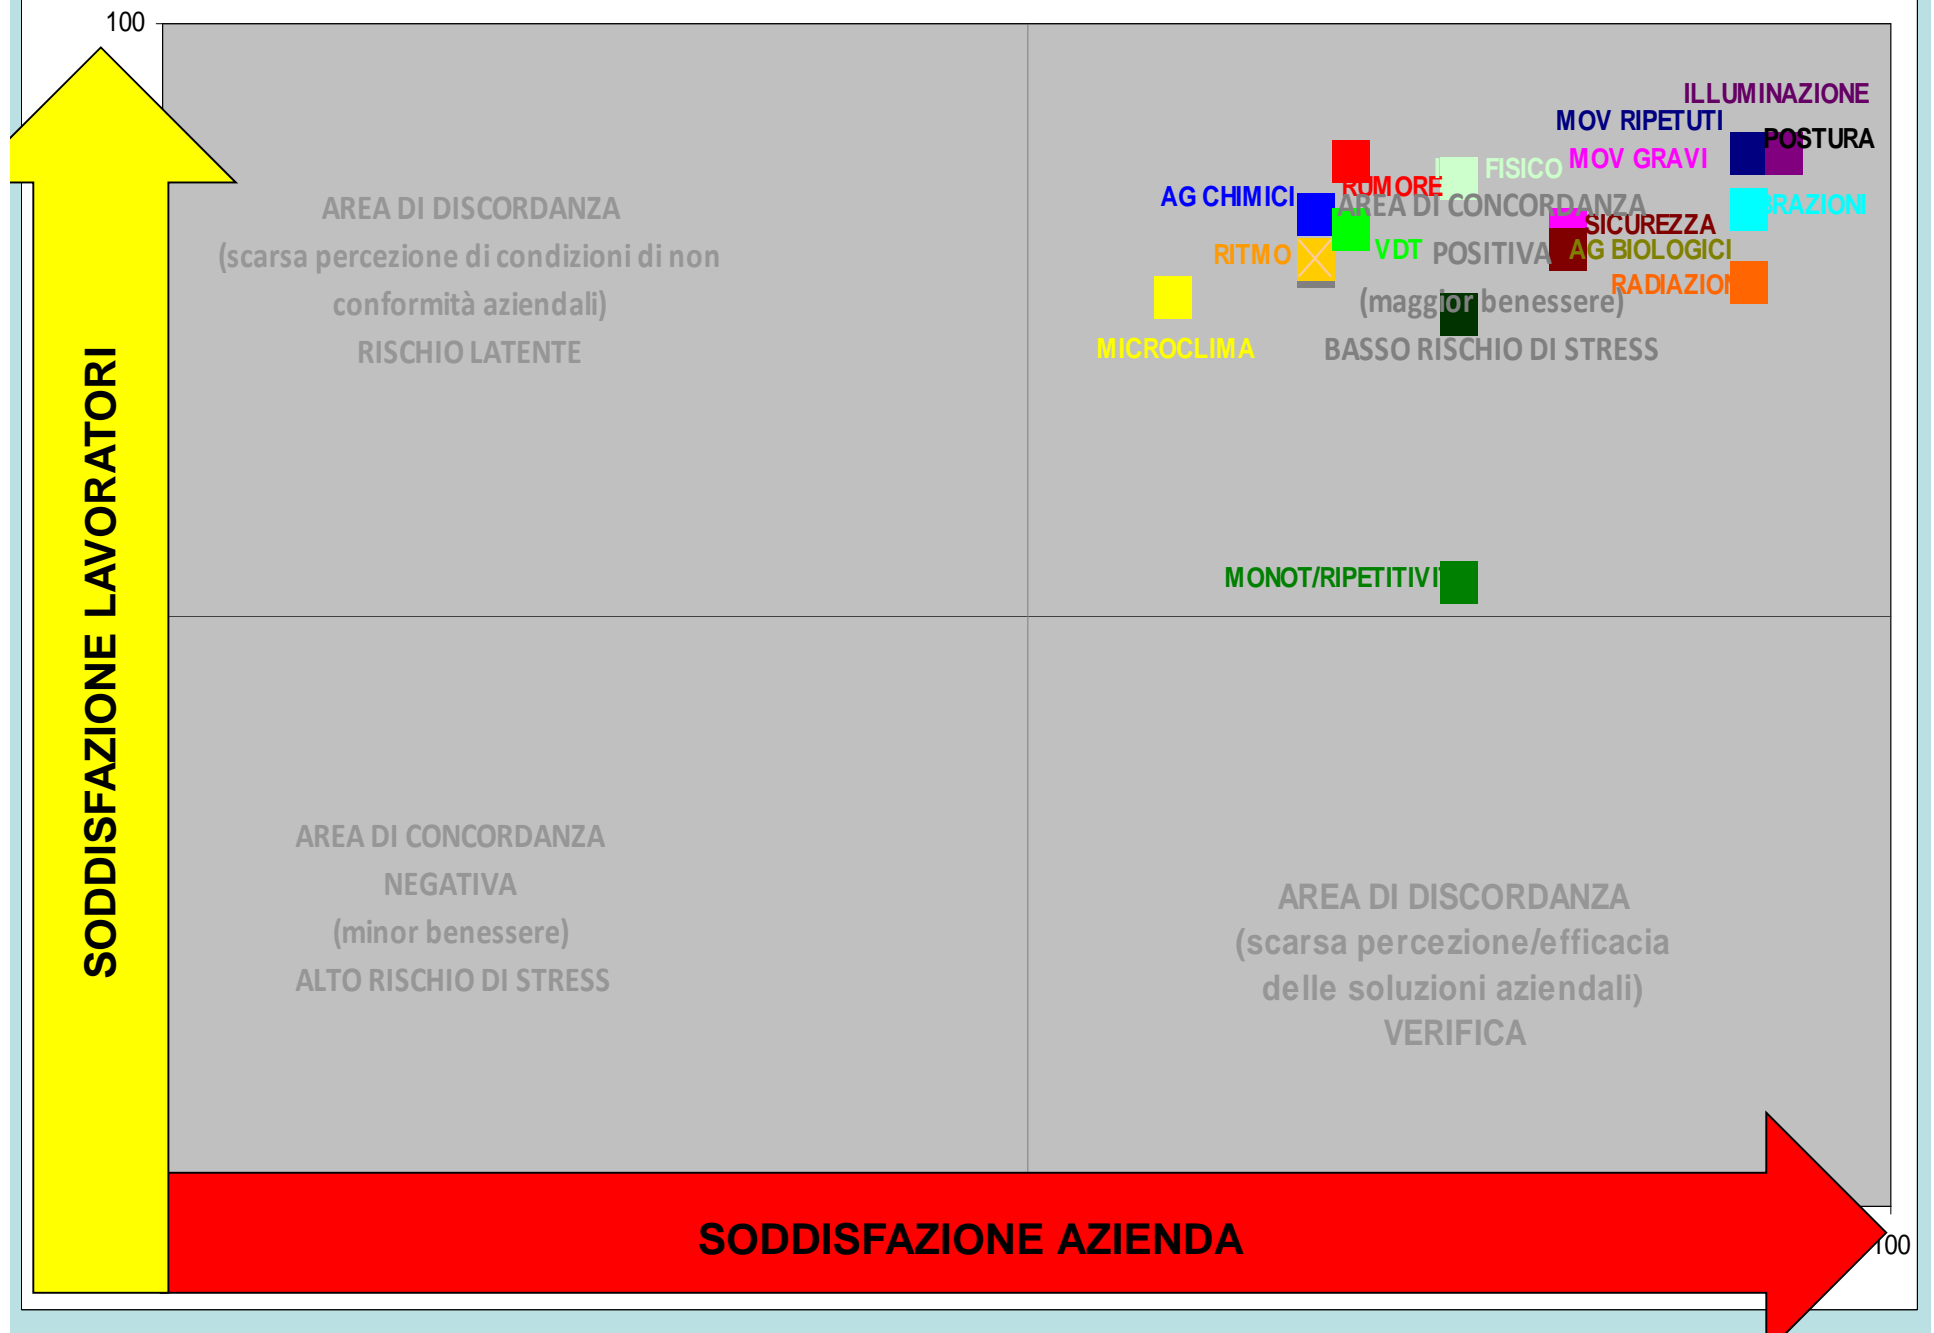 100
ILLUMINAZIONE
MOV RIPETUTI
POSTURA
FISICO
MOV GRAVI
RUMORE
AG CHIMICI
BRAZIONI
SICUREZZA
RITMO
VDT
AG BIOLOGICI
RADIAZION
MICROCLIMA
MONOT/RIPETITIVI
AREA DI DISCORDANZA
(scarsa percezione di condizioni di non
conformità aziendali)
RISCHIO LATENTE
AREA DI CONCORDANZA
POSITIVA
(maggior benessere)
BASSO RISCHIO DI STRESS
SODDISFAZIONE LAVORATORI
AREA DI CONCORDANZA
NEGATIVA
(minor benessere)
ALTO RISCHIO DI STRESS
AREA DI DISCORDANZA
(scarsa percezione/efficacia
delle soluzioni aziendali)
VERIFICA
SODDISFAZIONE AZIENDA
100